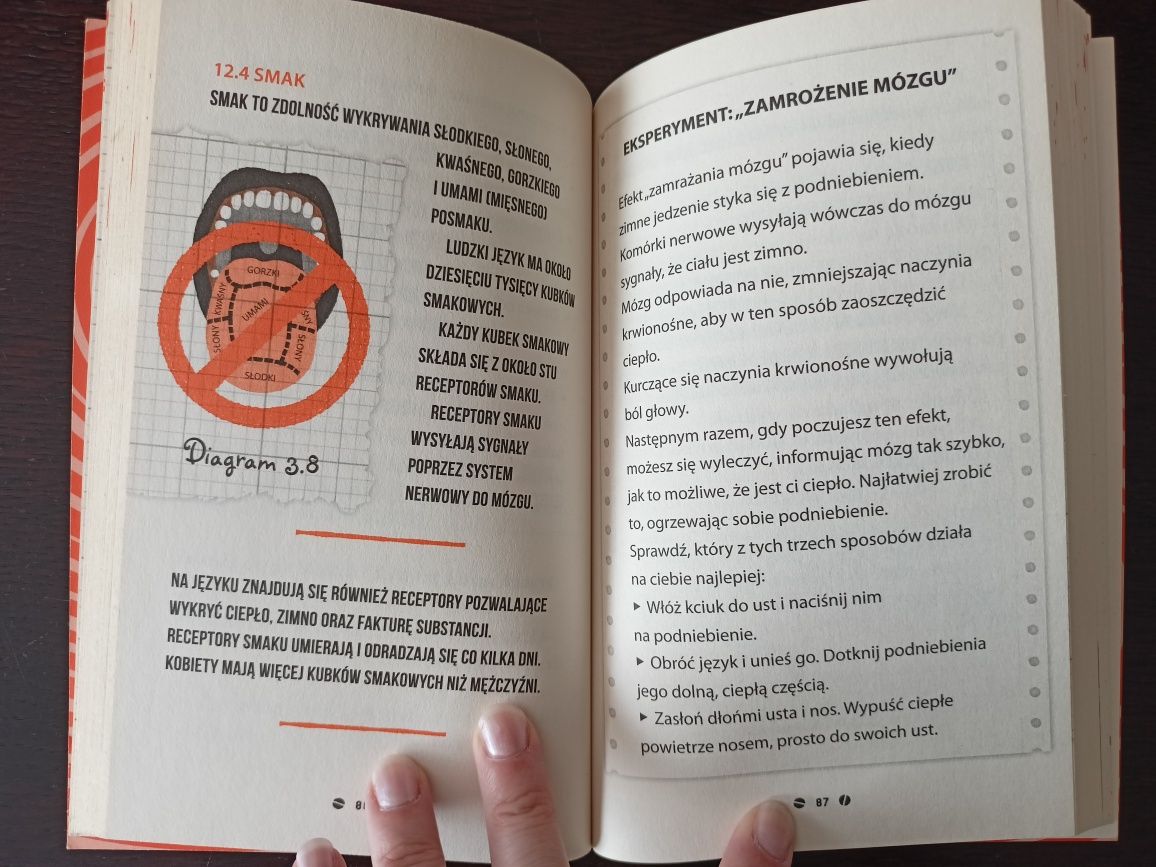 12.4 SMAK
SMAK TO ZDOLNOŚĆ WYKRYWANIA SŁODKIEGO, SŁONEGO,
KWAŚNEGO, GORZKIEGO
I UMAMI (MIĘSNEGO)
POSMAKU.
LUDZKI JĘZYK MA OKOŁO
DZIESIĘCIU TYSIĘCY KUBKÓW
SMAKOWYCH.
KAŻDY KUBEK SMAKOWY
SKŁADA SIĘ Z OKOŁO STU
RECEPTORÓW SMAKU.
RECEPTORY SMAKU
WYSYŁAJĄ SYGNAŁY
POPRZEZ SYSTEM
NERWOWY DO MÓZGU.
GORZKI
KWAŚNY
UMAMI
SŁONY
SŁONY
SŁODKI
Diagram 3.8
NA JĘZYKU ZNAJDUJĄ SIĘ RÓWNIEŻ RECEPTORY POZWALAJĄCE
WYKRYĆ CIEPŁO, ZIMNO ORAZ FAKTURĘ SUBSTANCJI.
RECEPTORY SMAKU UMIERAJĄ I ODRADZAJĄ SIĘ CO KILKA DNI.
KOBIETY MAJĄ WIĘCEJ KUBKÓW SMAKOWYCH NIŻ MĘŻCZYŹNI.
EKSPERYMENT: „ZAMROŻENIE MÓZGU”
Efekt „zamrażania mózgu” pojawia się, kiedy
zimne jedzenie styka się z podniebieniem.
Komórki nerwowe wysyłają wówczas do mózgu
sygnały, że ciału jest zimno.
Mózg odpowiada na nie, zmniejszając naczynia
krwionośne, aby w ten sposób zaoszczędzić
ciepło.
Kurczące się naczynia krwionośne wywołują
ból głowy.
Następnym razem, gdy poczujesz ten efekt,
możesz się wyleczyć, informując mózg tak szybko,
jak to możliwe, że jest ci ciepło. Najłatwiej zrobić
to, ogrzewając sobie podniebienie.
Sprawdź, który z tych trzech sposobów działa
na ciebie najlepiej:
▸ Włóż kciuk do ust i naciśnij nim
na podniebienie.
▸ Obróć język i unieś go. Dotknij podniebienia
jego dolną, ciepłą częścią.
▸ Zasłoń dłońmi usta i nos. Wypuść ciepłe
powietrze nosem, prosto do swoich ust.
87